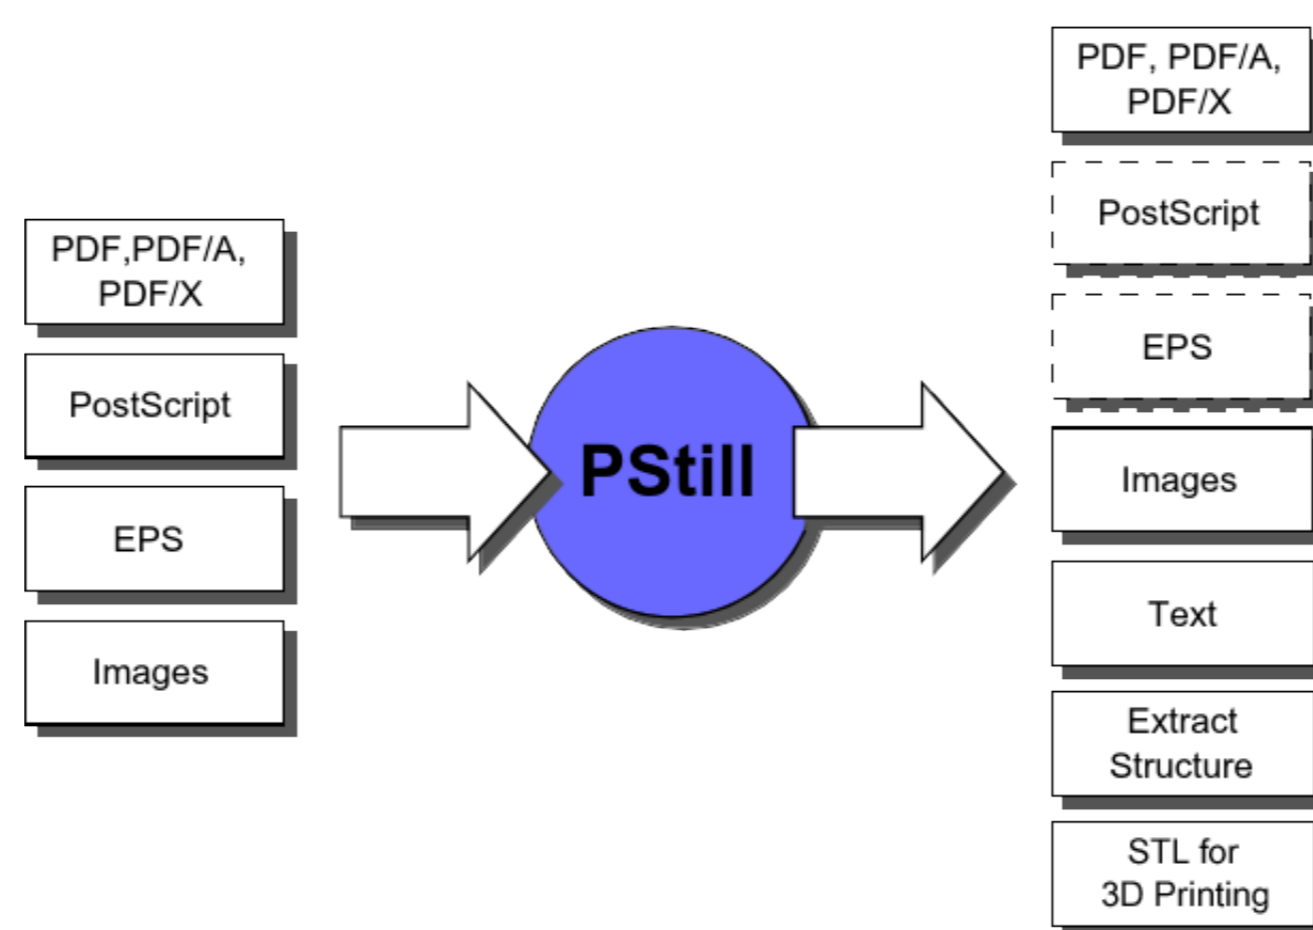 PDF,PDF/A,
PDF/X
PostScript
EPS
Images
PStill
PDF, PDF/A,
PDF/X
PostScript
EPS
Images
Text
Extract
Structure
STL for
3D Printing